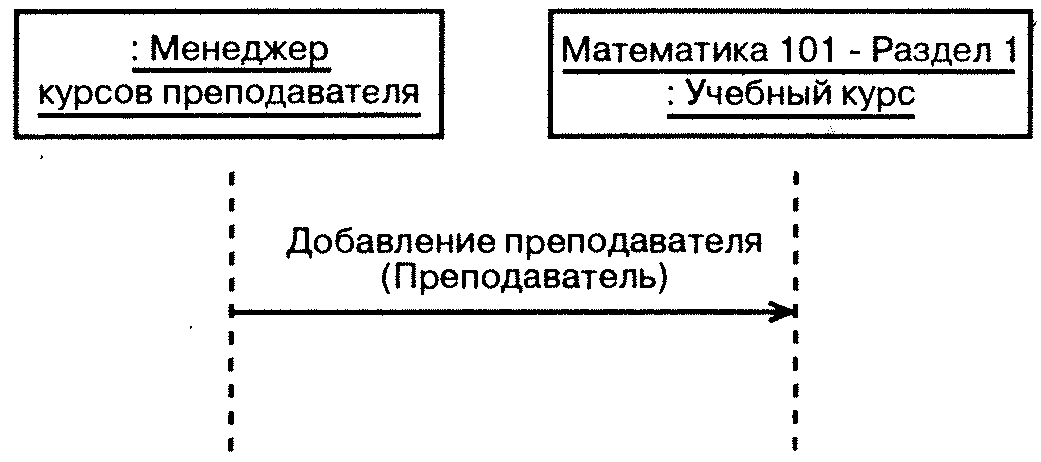 : Менеджер
курсов преподавателя
Математика 101 - Раздел 1
: Учебный курс
Добавление преподавателя
(Преподаватель)